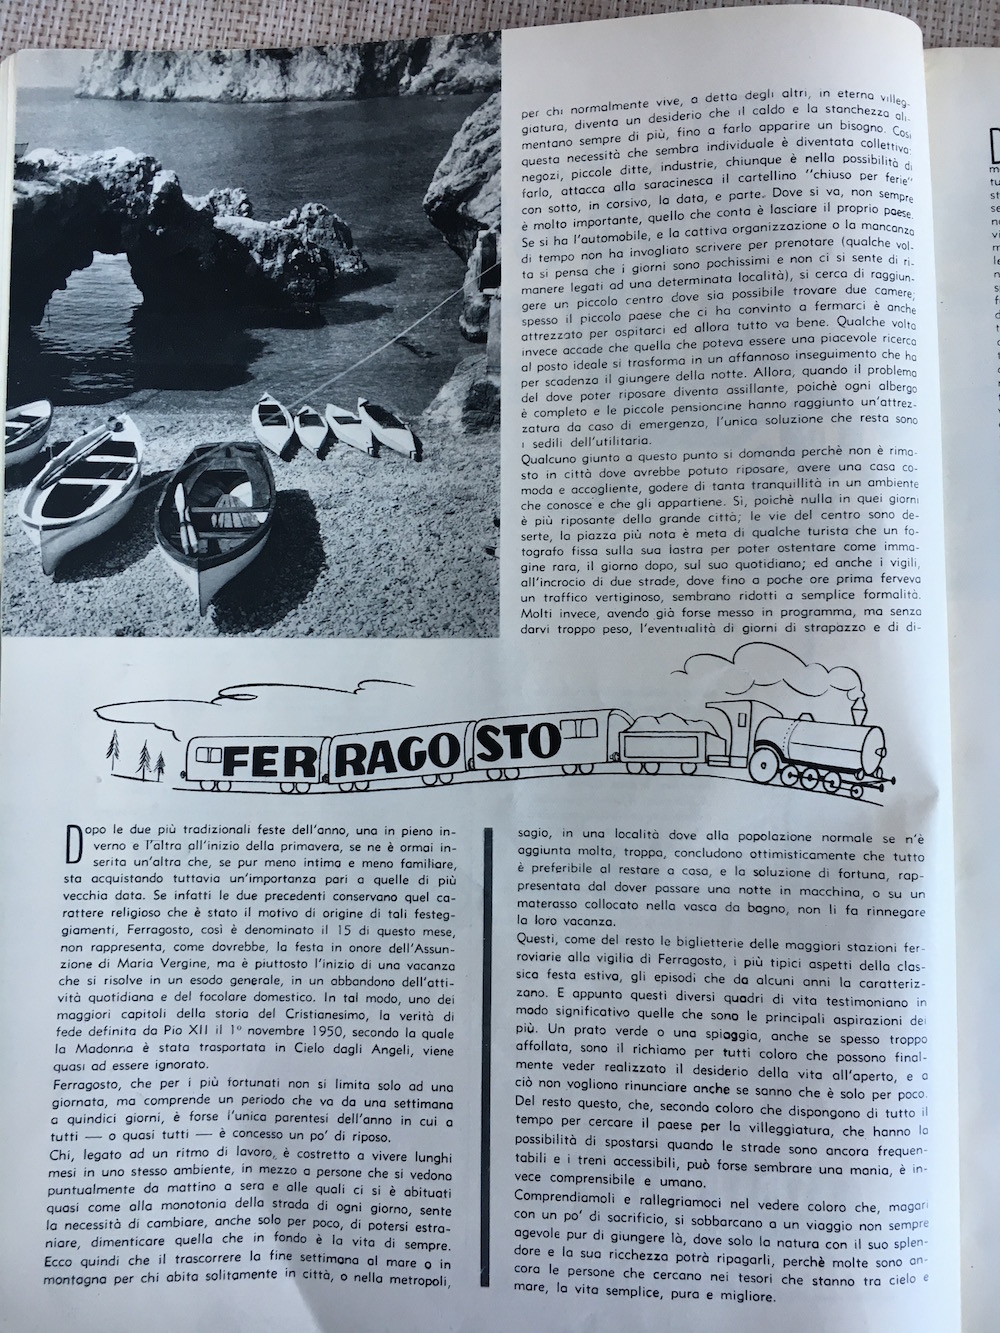 FERRAGOSTO
Dopo le due più tradizionali feste dell'anno, una in pieno in-
verno e l'altra all'inizio della primavera, se ne è ormai in-
serita un'altra che, se pur meno intima e meno familiare,
sta acquistando tuttavia un'importanza pari a quelle di più
vecchia data. Se infatti le due precedenti conservano quel ca-
rattere religioso che è stato il motivo di origine di tali festeg-
giamenti, Ferragosto, così è denominato il 15 di questo mese,
non rappresenta, come dovrebbe, la festa in onore dell'Assun-
zione di Maria Vergine, ma è piuttosto l'inizio di una vacanza
che si risolve in un esodo generale, in un abbandono dell'atti-
vità quotidiana e del focolare domestico. In tal modo, uno dei
maggiori capitoli della storia del Cristianesimo, la verità di
fede definita da Pio XII il 1° novembre 1950, secondo la quale
la Madonna è stata trasportata in Cielo dagli Angeli, viene
quasi ad essere ignorato.
Ferragosto, che per i più fortunati non si limita solo ad una
giornata, ma comprende un periodo che va da una settimana
a quindici giorni, è forse l'unica parentesi dell'anno in cui a
tutti — o quasi tutti — è concesso un po' di riposo.
Chi, legato ad un ritmo di lavoro, è costretto a vivere lunghi
mesi in uno stesso ambiente, in mezzo a persone che si vedono
puntualmente da mattino a sera e alle quali ci si è abituati
quasi come alla monotonia della strada di ogni giorno, sente
la necessità di cambiare, anche solo per poco, di potersi estra-
niare, dimenticare quella che in fondo è la vita di sempre.
Ecco quindi che il trascorrere la fine settimana al mare o in
montagna per chi abita solitamente in città, o nella metropoli,
per chi normalmente vive, a detta degli altri, in eterna villeg-
giatura, diventa un desiderio che il caldo e la stanchezza ali-
mentano sempre di più, fino a farlo apparire un bisogno. Così
questa necessità che sembra individuale è diventata collettiva:
negozi, piccole ditte, industrie, chiunque è nella possibilità di
farlo, attacca alla saracinesca il cartellino "chiuso per ferie"
con sotto, in corsivo, la data, e parte. Dove si va, non sempre
è molto importante, quello che conta è lasciare il proprio paese.
Se si ha l'automobile, e la cattiva organizzazione o la mancanza
di tempo non ha invogliato scrivere per prenotare (qualche vol-
ta si pensa che i giorni sono pochissimi e non ci si sente di ri-
manere legati ad una determinata località), si cerca di raggiun-
gere un piccolo centro dove sia possibile trovare due camere;
spesso il piccolo paese che ci ha convinto a fermarci è anche
attrezzato per ospitarci ed allora tutto va bene. Qualche volta
invece accade che quella che poteva essere una piacevole ricerca
al posto ideale si trasforma in un affannoso inseguimento che ha
per scadenza il giungere della notte. Allora, quando il problema
del dove poter riposare diventa assillante, poichè ogni albergo
è completo e le piccole pensioncine hanno raggiunto un'attrez-
zatura da caso di emergenza, l'unica soluzione che resta sono
i sedili dell'utilitaria.
Qualcuno giunto a questo punto si domanda perchè non è rima-
sto in città dove avrebbe potuto riposare, avere una casa co-
moda e accogliente, godere di tanta tranquillità in un ambiente
che conosce e che gli appartiene. Sì, poichè nulla in quei giorni
è più riposante della grande città; le vie del centro sono de-
serte, la piazza più nota è meta di qualche turista che un fo-
tografo fissa sulla sua lastra per poter ostentare come imma-
gine rara, il giorno dopo, sul suo quotidiano; ed anche i vigili,
all'incrocio di due strade, dove fino a poche ore prima ferveva
un traffico vertiginoso, sembrano ridotti a semplice formalità.
Molti invece, avendo già forse messo in programma, ma senza
darvi troppo peso, l'eventualità di giorni di strapazzo e di di-
sagio, in una località dove alla popolazione normale se n'è
aggiunta molta, troppa, concludono ottimisticamente che tutto
è preferibile al restare a casa, e la soluzione di fortuna, rap-
presentata dal dover passare una notte in macchina, o su un
materasso collocato nella vasca da bagno, non li fa rinnegare
la loro vacanza.
Questi, come del resto le biglietterie delle maggiori stazioni fer-
roviarie alla vigilia di Ferragosto, i più tipici aspetti della clas-
sica festa estiva, gli episodi che da alcuni anni la caratteriz-
zano. E appunto questi diversi quadri di vita testimoniano in
modo significativo quelle che sono le principali aspirazioni dei
più. Un prato verde o una spiaggia, anche se spesso troppo
affollata, sono il richiamo per tutti coloro che possono final-
mente veder realizzato il desiderio della vita all'aperto, e a
ciò non vogliono rinunciare anche se sanno che è solo per poco.
Del resto questo, che, secondo coloro che dispongono di tutto il
tempo per cercare il paese per la villeggiatura, che hanno la
possibilità di spostarsi quando le strade sono ancora frequen-
tabili e i treni accessibili, può forse sembrare una mania, è in-
vece comprensibile e umano.
Comprendiamoli e rallegriamoci nel vedere coloro che, magari
con un po' di sacrificio, si sobbarcano a un viaggio non sempre
agevole pur di giungere là, dove solo la natura con il suo splen-
dore e la sua ricchezza potrà ripagarli, perchè molte sono an-
cora le persone che cercano nei tesori che stanno tra cielo e
mare, la vita semplice, pura e migliore.